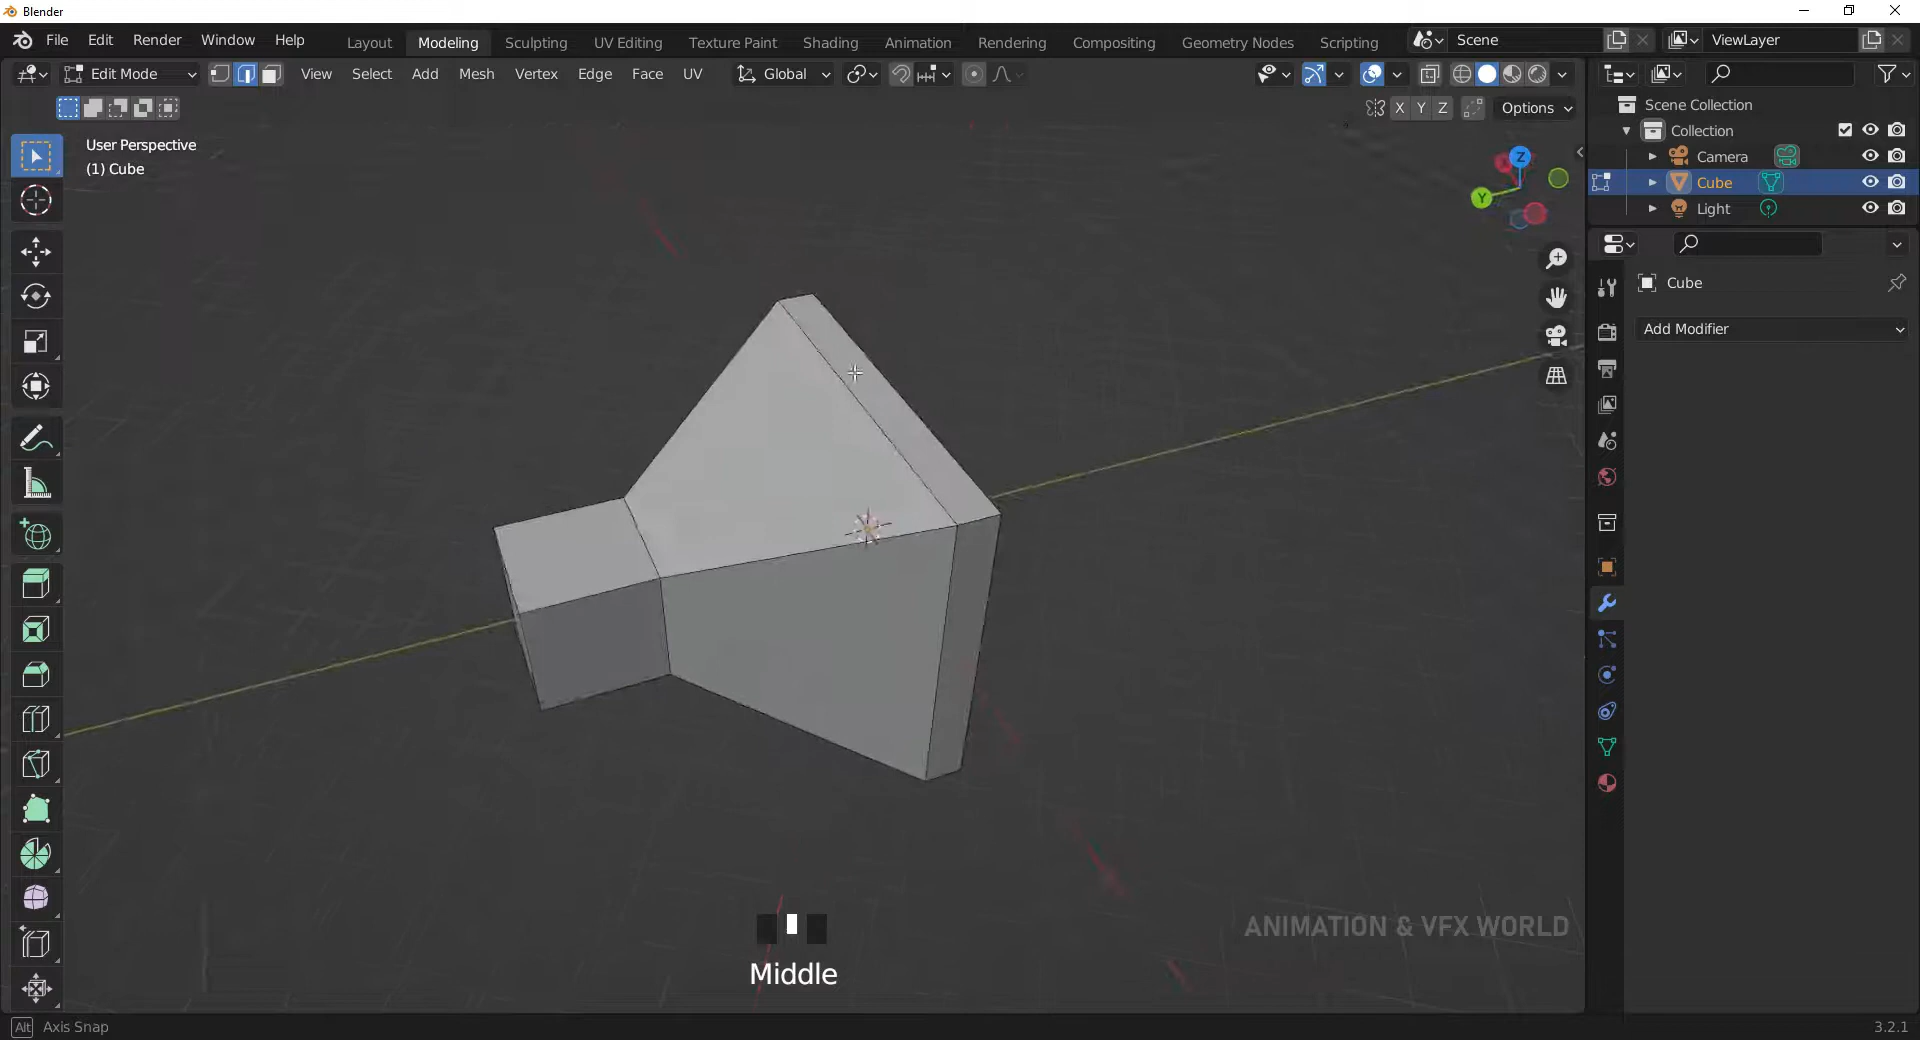 Blender
File Edit Render Window Help Layout Modeling Sculpting UV Editing Texture Paint Shading Animation Rendering Compositing Geometry Nodes Scripting Scene ViewLayer
Edit Mode View Select Add Mesh Vertex Edge Face UV Global
X Y Z Options
Scene Collection
Collection
Camera
Cube
Light
User Perspective
(1) Cube
Z
Y
X
Cube
Add Modifier
ANIMATION & VFX WORLD
Middle
Alt Axis Snap
3.2.1